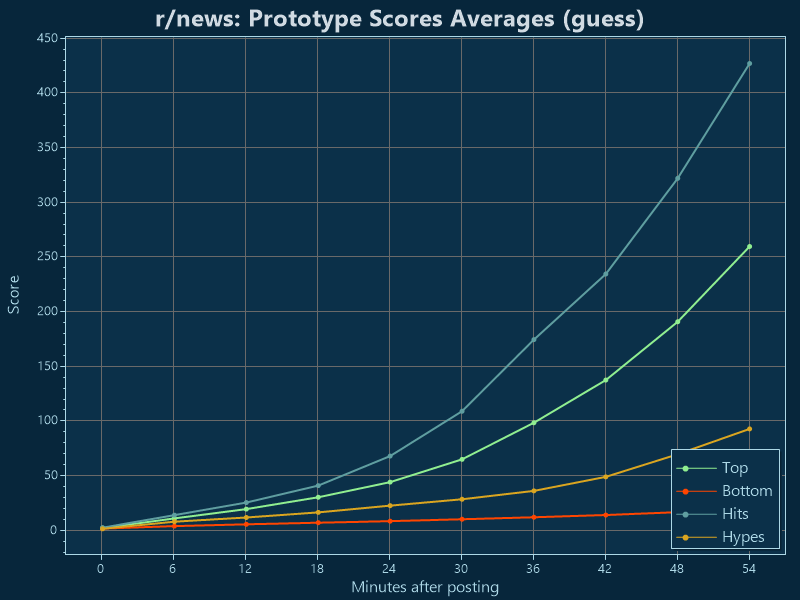 r/news: Prototype Scores Averages (guess)
450
400
350
300
250
200
150
100
50
0
Score
0 6 12 18 24 30 36 42 48 54
Minutes after posting
Top
Bottom
Hits
Hypes